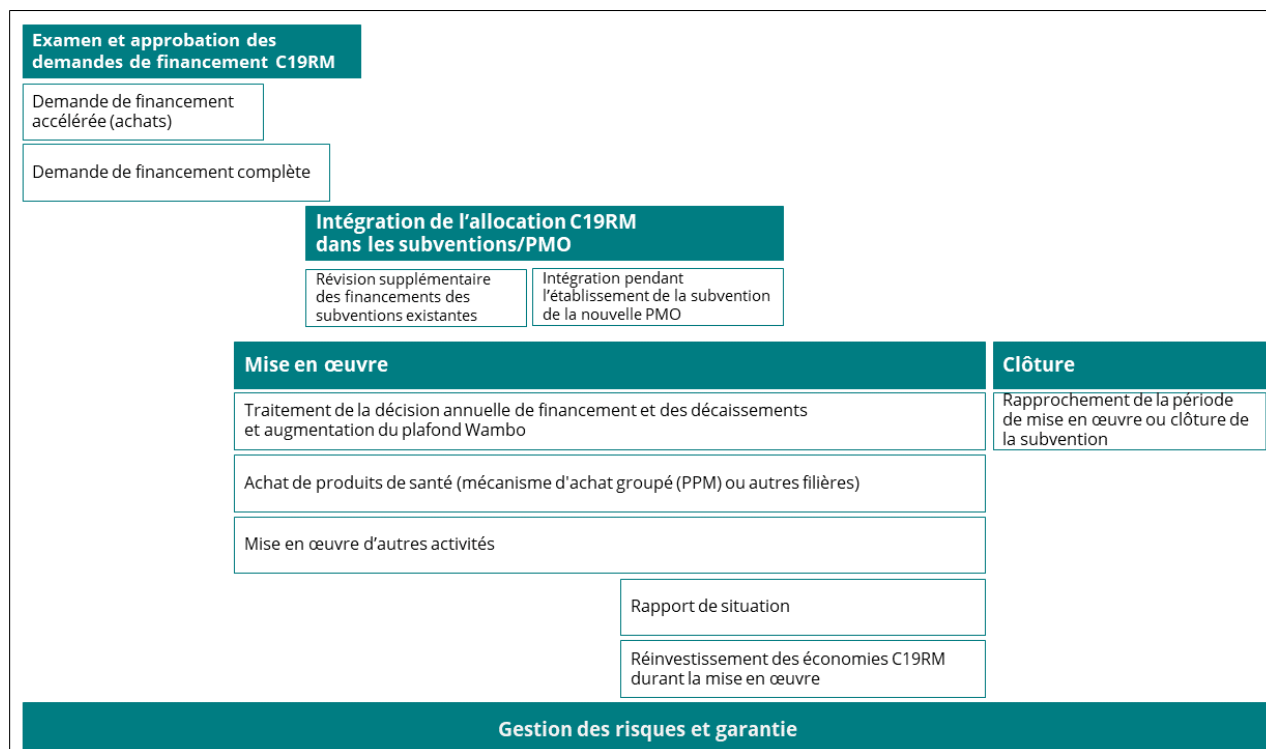 Examen et approbation des
demandes de financement C19RM
Demande de financement
accélérée (achats)
Demande de financement complète
Intégration de l'allocation C19RM
dans les subventions/PMO
Révision supplémentaire
des financements des
subventions existantes
Intégration pendant
l'établissement de la subvention
de la nouvelle PMO
Mise en œuvre
Clôture
Traitement de la décision annuelle de financement et des décaissements
et augmentation du plafond Wambo
Rapprochement de la période
de mise en œuvre ou clôture de
la subvention
Achat de produits de santé (mécanisme d'achat groupé (PPM) ou autres filières)
Mise en œuvre d'autres activités
Rapport de situation
Réinvestissement des économies C19RM
durant la mise en œuvre
Gestion des risques et garantie